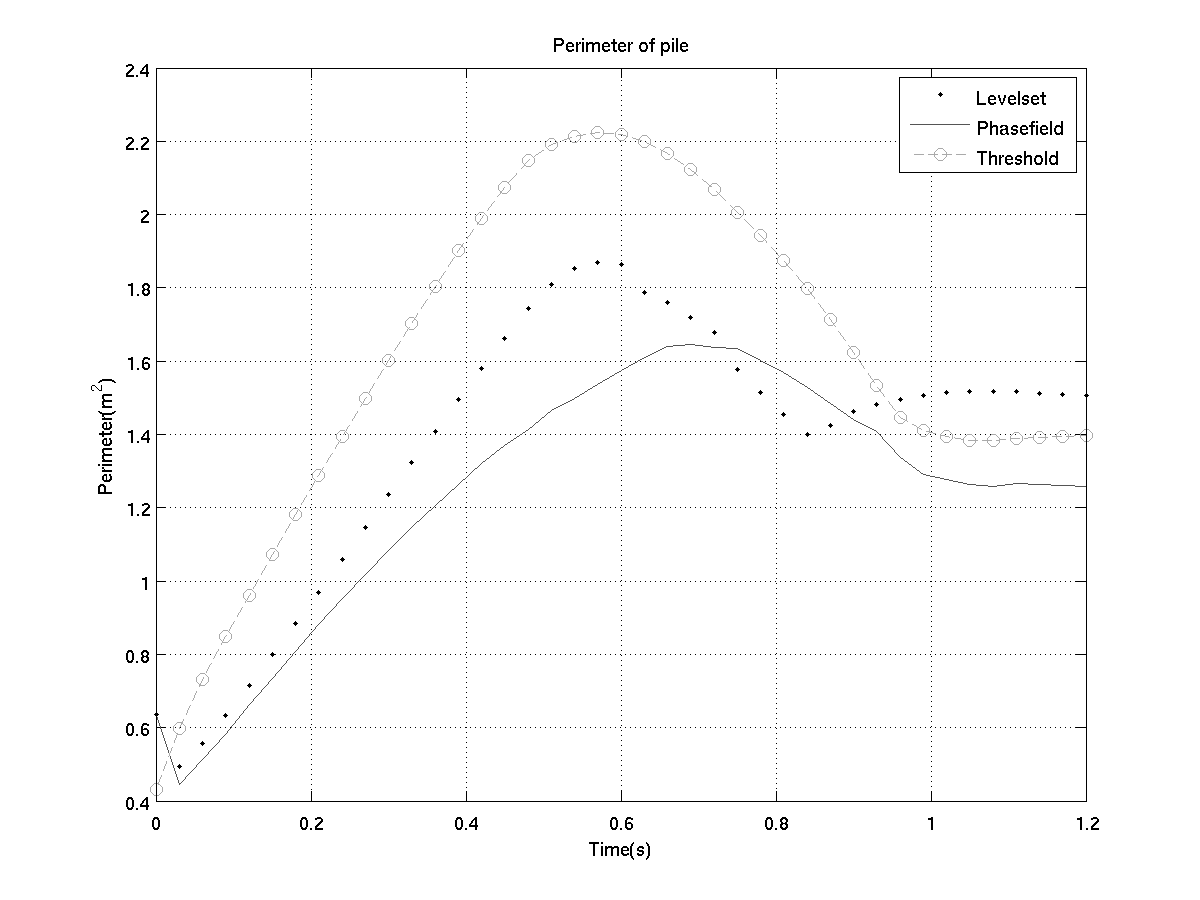 Perimeter of pile
2.4
2.2
2
1.8
1.6
1.4
1.2
1
0.8
0.6
0.4
Perimeter(m²)
Levelset
Phasefield
Threshold
0 0.2 0.4 0.6 0.8 1 1.2
Time(s)